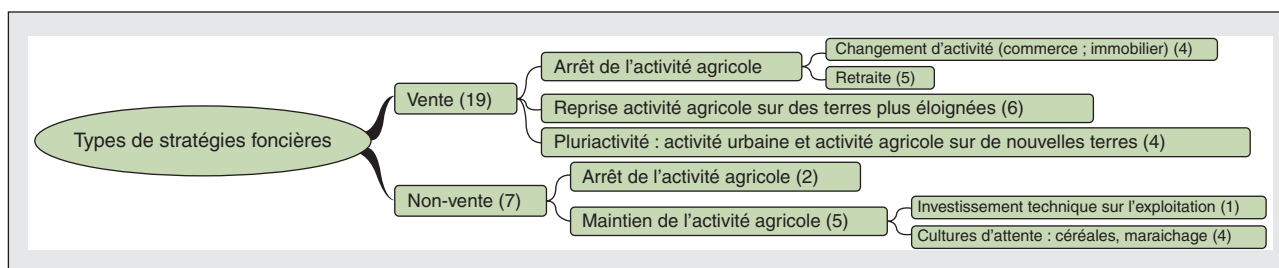 Types de stratégies foncières
Vente (19)
Arrêt de l’activité agricole
Changement d’activité (commerce ; immobilier) (4)
Retraite (5)
Reprise activité agricole sur des terres plus éloignées (6)
Pluriactivité : activité urbaine et activité agricole sur de nouvelles terres (4)
Non-vente (7)
Arrêt de l’activité agricole (2)
Maintien de l’activité agricole (5)
Investissement technique sur l’exploitation (1)
Cultures d’attente : céréales, maraichage (4)